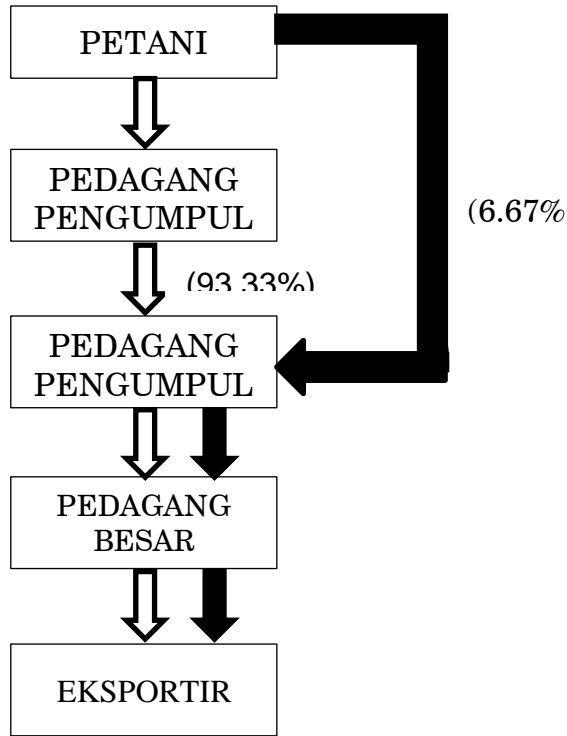 PETANI
PEDAGANG
PENGUMPUL
(6.67%
(93.33%)
PEDAGANG
PENGUMPUL
PEDAGANG
BESAR
EKSPORTIR